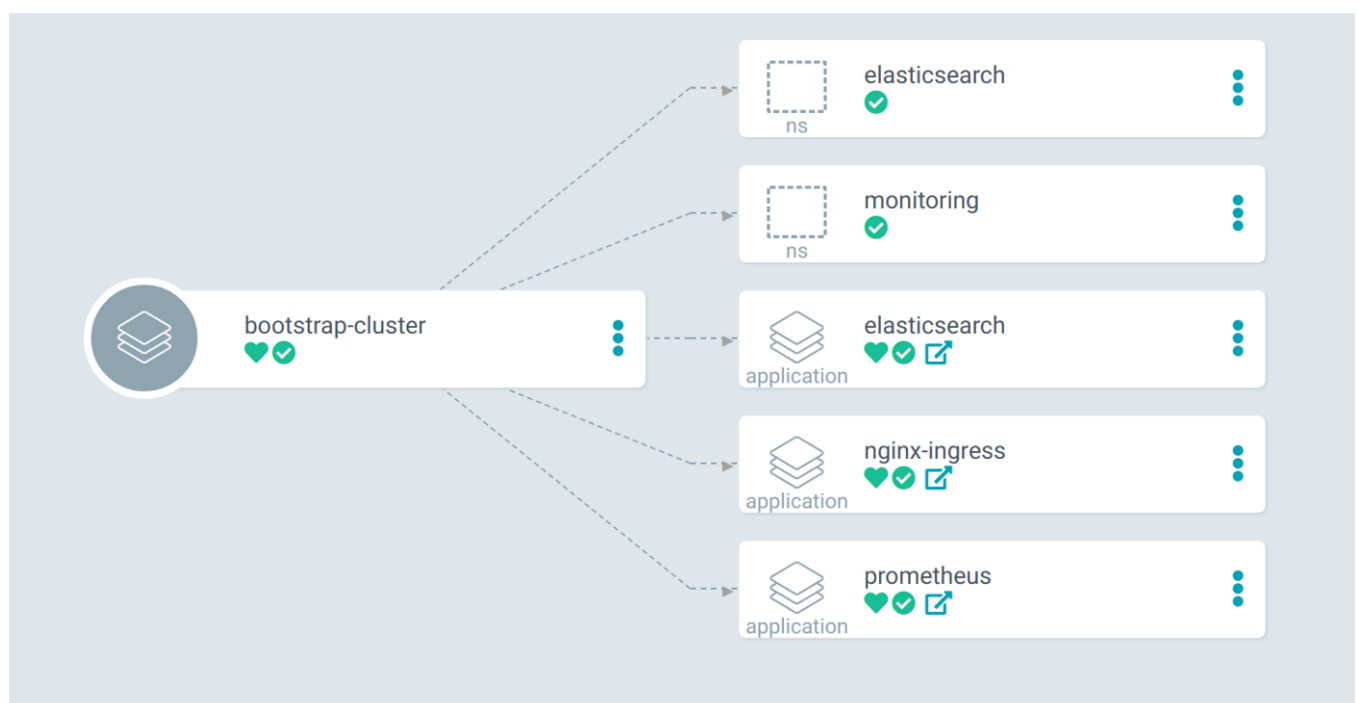 elasticsearch
ns
monitoring
ns
bootstrap-cluster
elasticsearch
application
nginx-ingress
application
prometheus
application